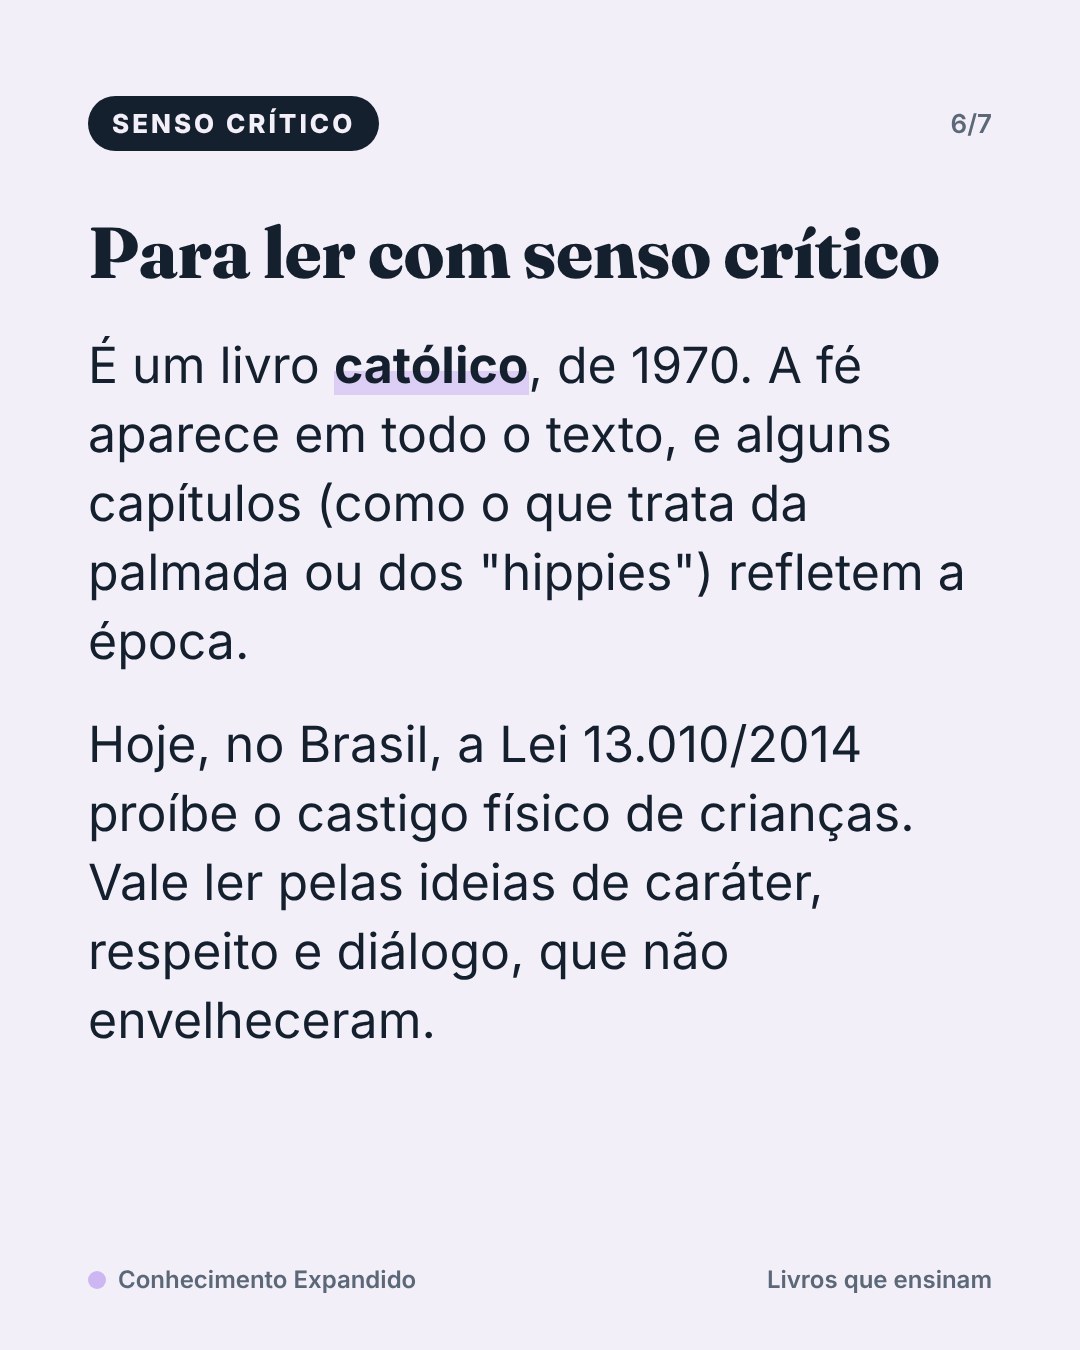 SENSO CRÍTICO
6/7
Para ler com senso crítico
É um livro católico, de 1970. A fé
aparece em todo o texto, e alguns
capítulos (como o que trata da
palmada ou dos "hippies") refletem a
época.
Hoje, no Brasil, a Lei 13.010/2014
proíbe o castigo físico de crianças.
Vale ler pelas ideias de caráter,
respeito e diálogo, que não
envelheceram.
Conhecimento Expandido
Livros que ensinam